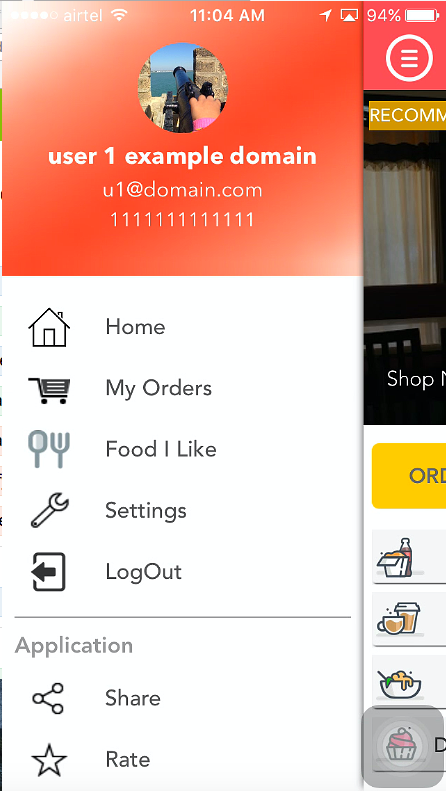 airtel 11:04 AM 94%
user 1 example domain
u1@domain.com
1111111111111
Home
My Orders
Food I Like
Settings
LogOut
Application
Share
Rate
RECOMM
Shop
ORD
D